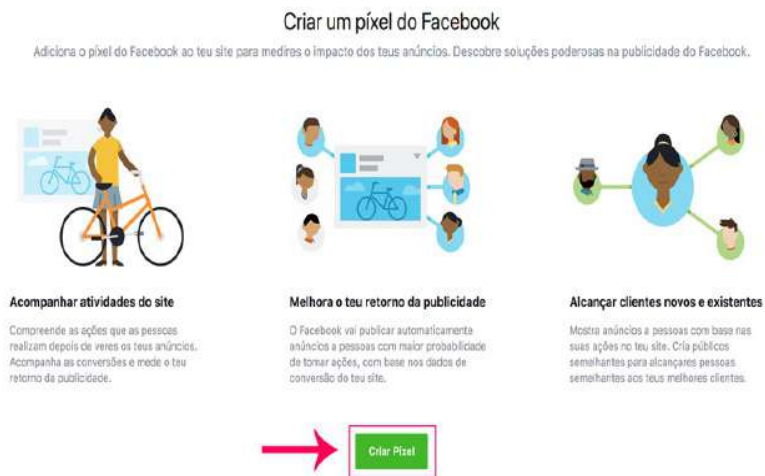 Criar um píxel do Facebook
Adiciona o píxel do Facebook ao teu site para medires o impacto dos teus anúncios. Descobre soluções poderosas na publicidade do Facebook.
Acompanhar atividades do site
Compreende as ações que as pessoas
realizam depois de veres os teus anúncios.
Acompanha as conversões e mede o teu
retorno da publicidade.
Melhora o teu retorno da publicidade
O Facebook vai publicar automaticamente
anúncios a pessoas com maior probabilidade
de tomar ações, com base nos dados de
conversão do teu site.
Alcançar clientes novos e existentes
Mostra anúncios a pessoas com base nas
suas ações no teu site. Cria públicos
semelhantes para alcançares pessoas
semelhantes aos teus melhores clientes.
Criar Píxel